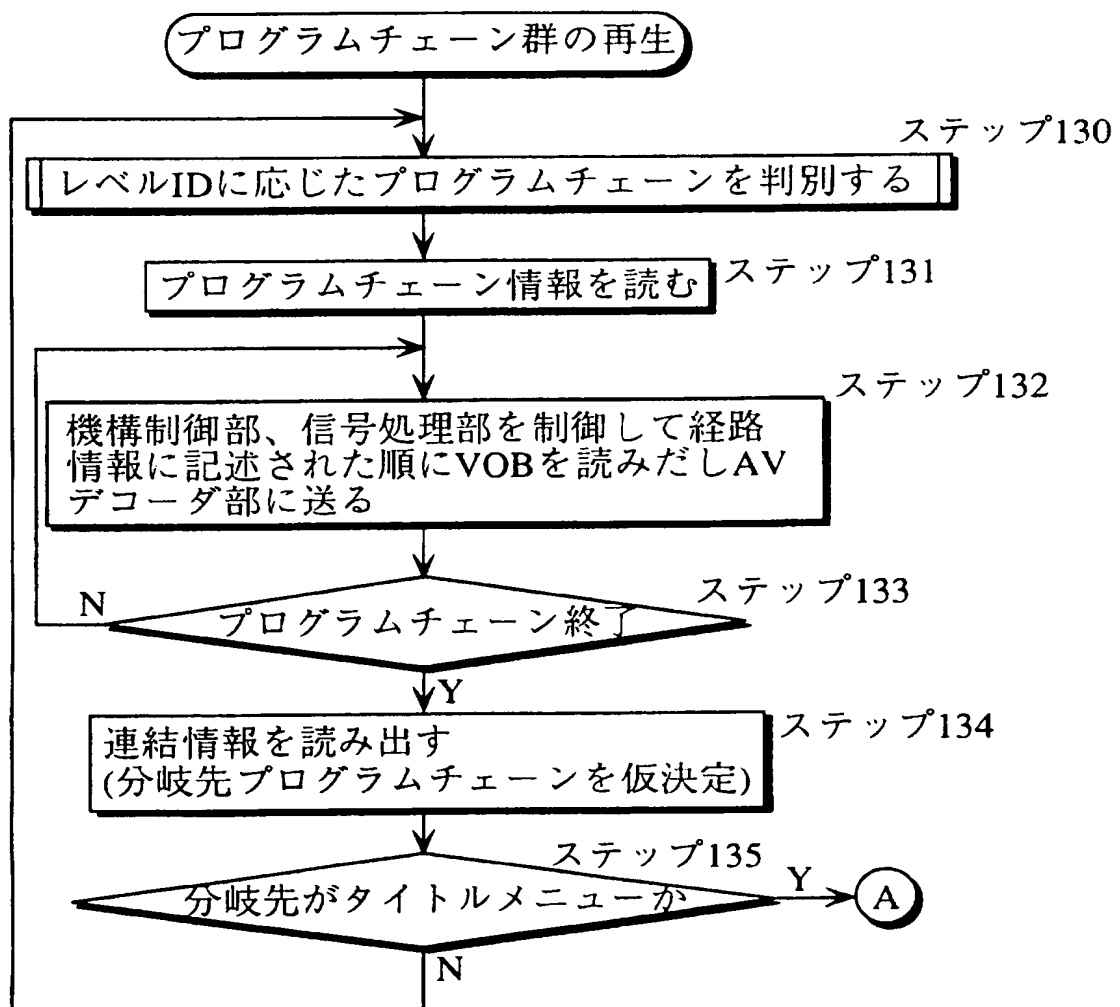 プログラムチェーン群の再生
ステップ130
レベルIDに応じたプログラムチェーンを判別する
プログラムチェーン情報を読む
ステップ131
ステップ132
機構制御部、信号処理部を制御して経路
情報に記述された順にVOBを読みだしAV
デコーダ部に送る
ステップ133
N
プログラムチェーン終了
Y
ステップ134
連結情報を読み出す
(分岐先プログラムチェーンを仮決定)
ステップ135
分岐先がタイトルメニューか
Y
A
N